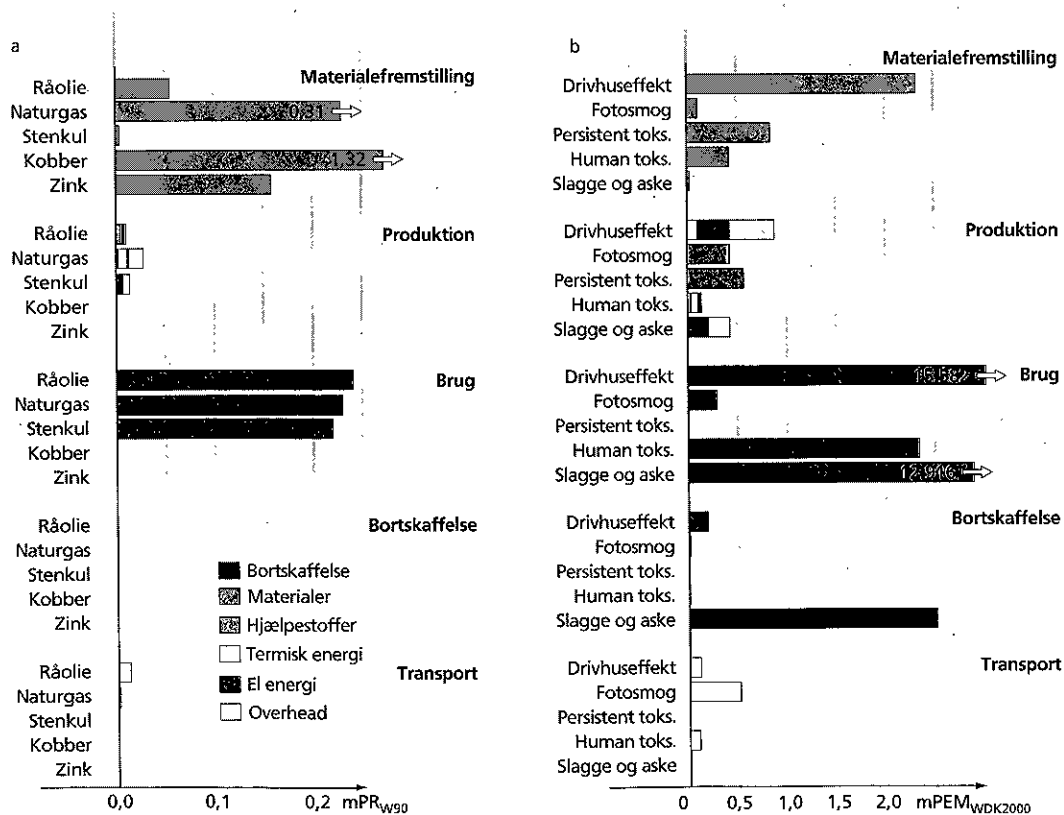 a
Materialefremstilling
Råolie
Naturgas 0,31
Stenkul
Kobber 1,32
Zink
Produktion
Råolie
Naturgas
Stenkul
Kobber
Zink
Brug
Råolie
Naturgas
Stenkul
Kobber
Zink
Bortskaffelse
Råolie
Naturgas
Stenkul
Kobber
Zink
Bortskaffelse
Materialer
Hjælpestoffer
Termisk energi
El energi
Overhead
Transport
Råolie
Naturgas
Stenkul
Kobber
Zink
0,0 0,1 0,2 mPRW90
b
Materialefremstilling
Drivhuseffekt
Fotosmog
Persistent toks.
Human toks.
Slagge og aske
Produktion
Drivhuseffekt
Fotosmog
Persistent toks.
Human toks.
Slagge og aske
Brug
Drivhuseffekt
Fotosmog
Persistent toks.
Human toks.
Slagge og aske
Bortskaffelse
Drivhuseffekt
Fotosmog
Persistent toks.
Human toks.
Slagge og aske
Transport
Drivhuseffekt
Fotosmog
Persistent toks.
Human toks.
Slagge og aske
0 0,5 1,0 1,5 2,0 mPEMWDK2000